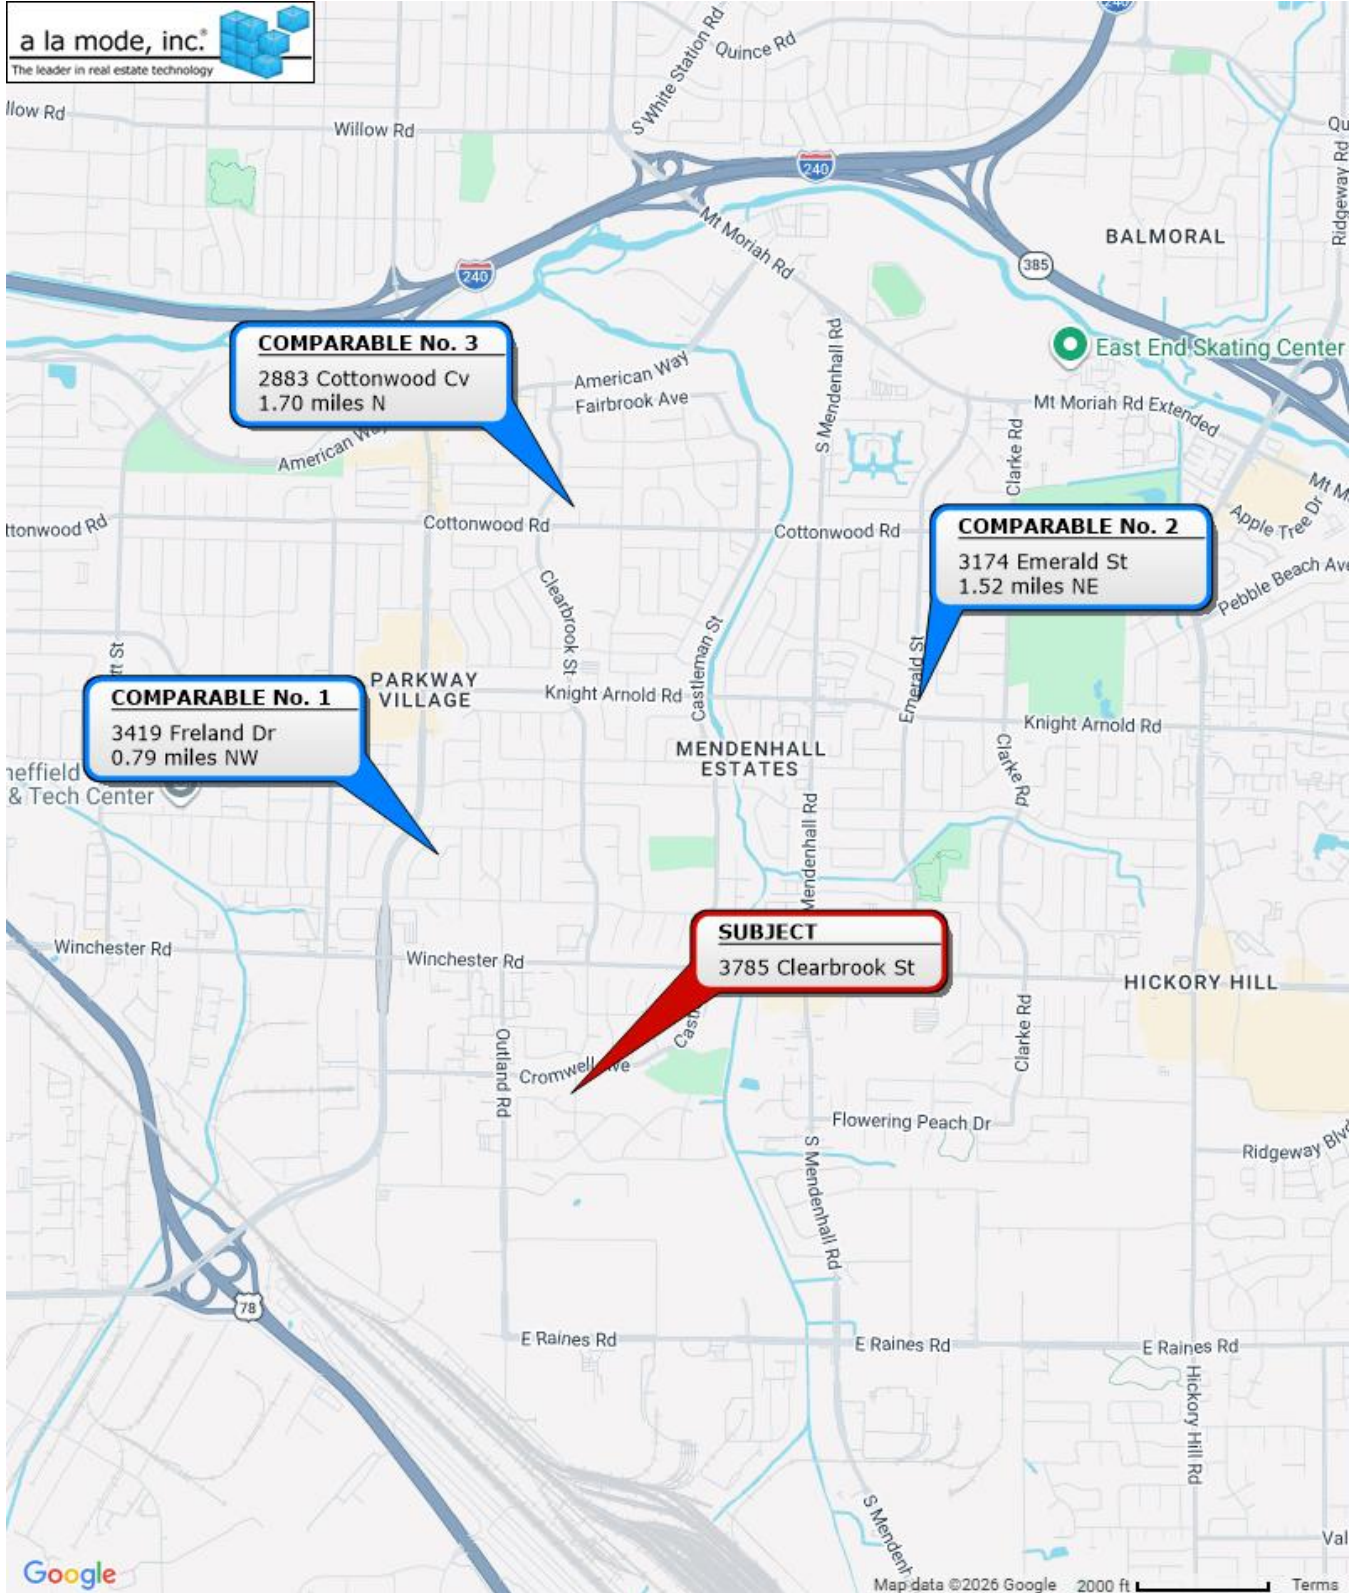 a la mode, inc.®
The leader in real estate technology
S White Station Rd
Quince Rd
240
llow Rd
Willow Rd
Qu
240
Ridgeway Rd
Mt Moriah Rd
BALMORAL
385
240
COMPARABLE No. 3
2883 Cottonwood Cv
1.70 miles N
S Mendenhall Rd
East End Skating Center
American Way
Fairbrook Ave
Mt Moriah Rd Extended
American Way
Clarke Rd
Mt M
Apple Tree Dr
ttonwood Rd
Cottonwood Rd
Cottonwood Rd
COMPARABLE No. 2
3174 Emerald St
1.52 miles NE
Pebble Beach Ave
Clearbrook St
Castleman St
Emerald St
PARKWAY
VILLAGE
Knight Arnold Rd
COMPARABLE No. 1
3419 Freland Dr
0.79 miles NW
Knight Arnold Rd
MENDENHALL
ESTATES
Clarke Rd
heffield
& Tech Center
Mendenhall Rd
Winchester Rd
Winchester Rd
SUBJECT
3785 Clearbrook St
HICKORY HILL
Cast
Clarke Rd
Outland Rd
Cromwell Ave
Flowering Peach Dr
Ridgeway Blvd
S Mendenhall Rd
78
E Raines Rd
E Raines Rd
E Raines Rd
Hickory Hill Rd
S Mendenh
Val
Google
Map data ©2026 Google
2000 ft
Terms